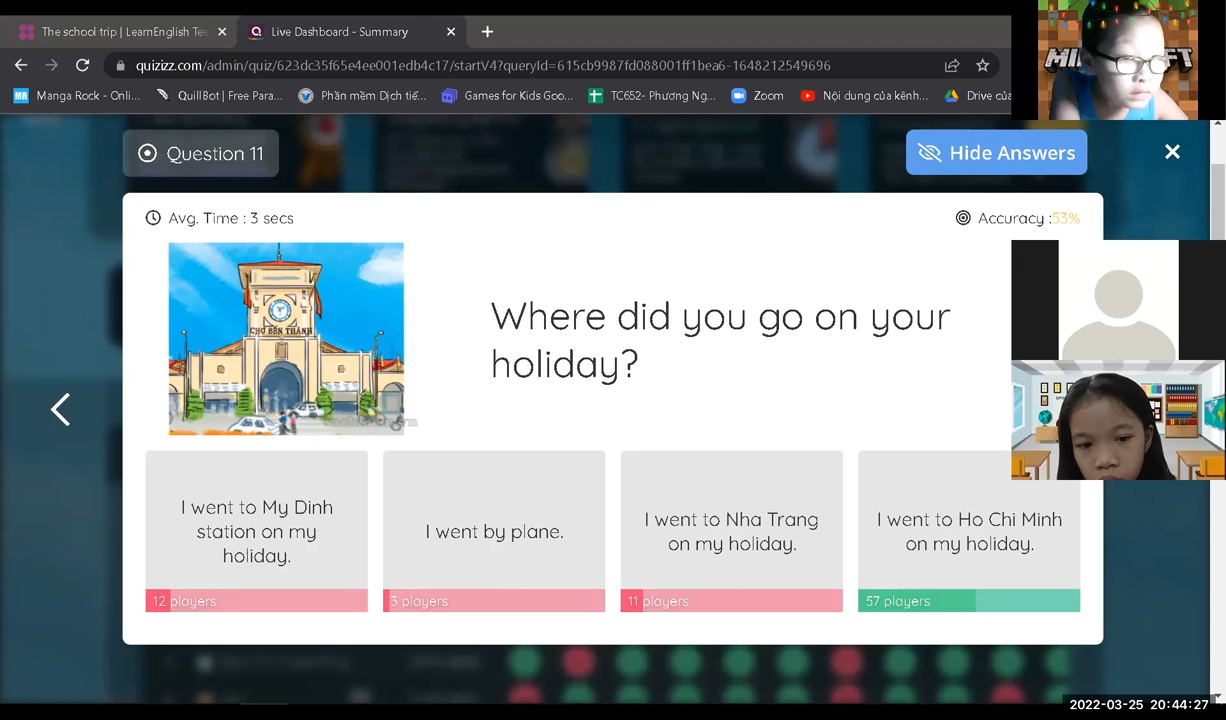 The school trip | LearnEnglish Tee
Live Dashboard - Summary
quizizz.com/admin/quiz/623dc35f65e4ee001edb4c17/startV4?queryId=615cb9987fd088001ff1bea6-1648212549696
MR Manga Rock - Onli...
QuillBot | Free Para...
Phần mềm Dịch tiế...
Games for Kids Goo...
TC652- Phương Ng...
Zoom
Nội dung của kênh...
Drive của
Question 11
Hide Answers
Avg. Time : 3 secs
Accuracy :53%
CHỢ BẾN THÀNH
Where did you go on your
holiday?
I went to My Dinh
station on my
holiday.
12 players
I went by plane.
3 players
I went to Nha Trang
on my holiday.
11 players
I went to Ho Chi Minh
on my holiday.
57 players
2022-03-25 20:44:27